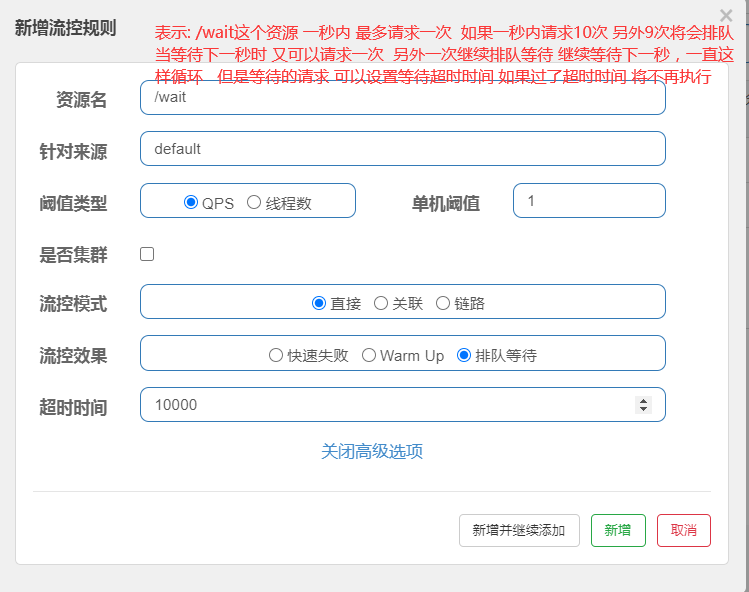 新增流控规则
表示: /wait这个资源 一秒内 最多请求一次 如果一秒内请求10次 另外9次将会排队
当等待下一秒时 又可以请求一次 另外一次继续排队等待 继续等待下一秒，一直这
样循环 但是等待的请求 可以设置等待超时时间 如果过了超时时间 将不再执行
资源名 /wait
针对来源 default
阈值类型 QPS 线程数 单机阈值 1
是否集群
流控模式 直接 关联 链路
流控效果 快速失败 Warm Up 排队等待
超时时间 10000
关闭高级选项
新增并继续添加 新增 取消